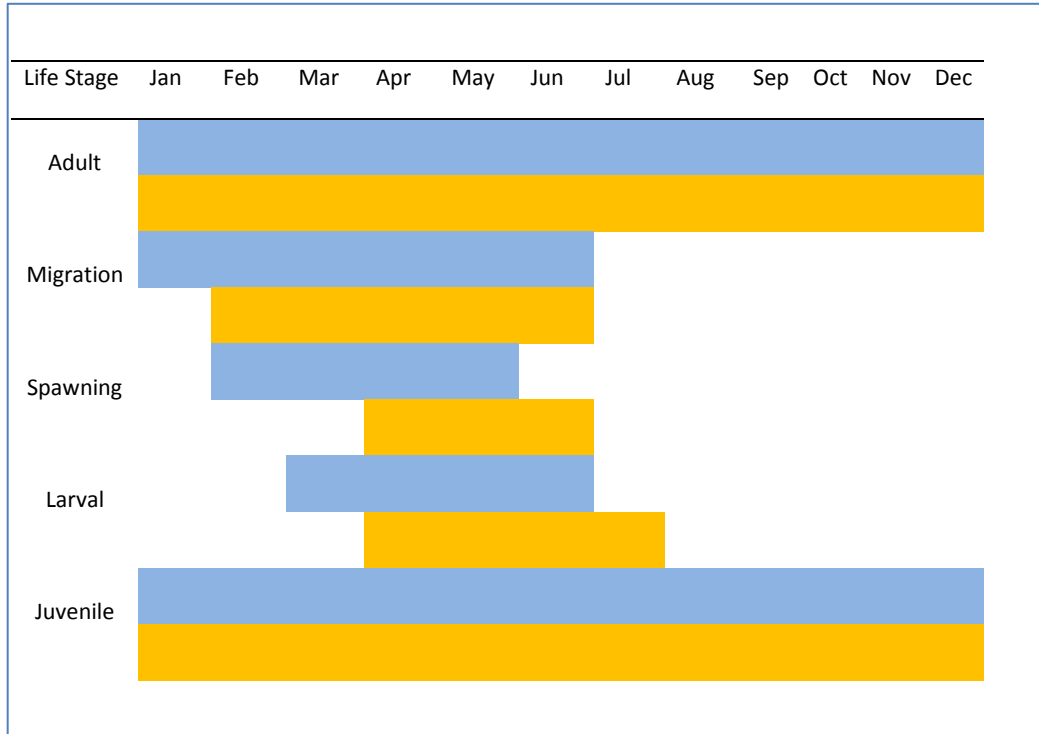 Life Stage Jan Feb Mar Apr May Jun Jul Aug Sep Oct Nov Dec
Adult
Migration
Spawning
Larval
Juvenile